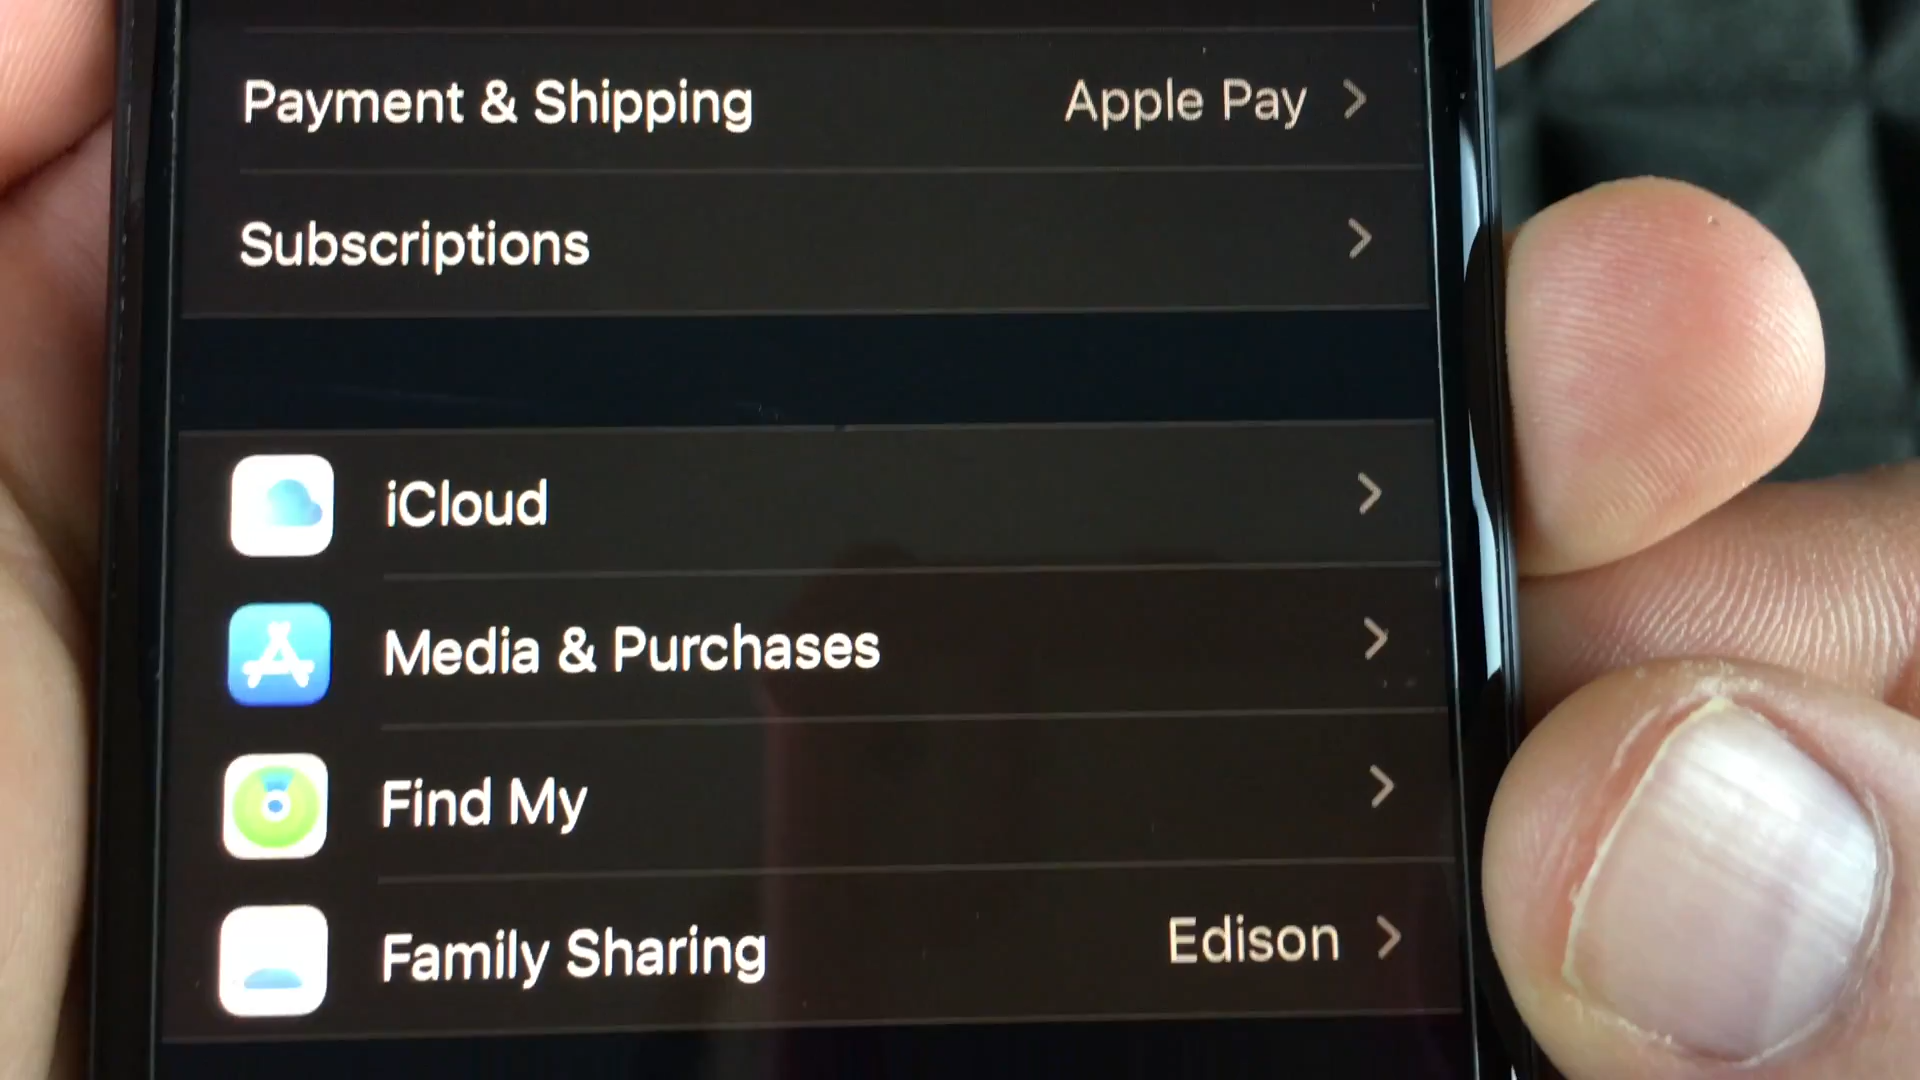 Payment & Shipping Apple Pay
Subscriptions
iCloud
Media & Purchases
Find My
Family Sharing Edison